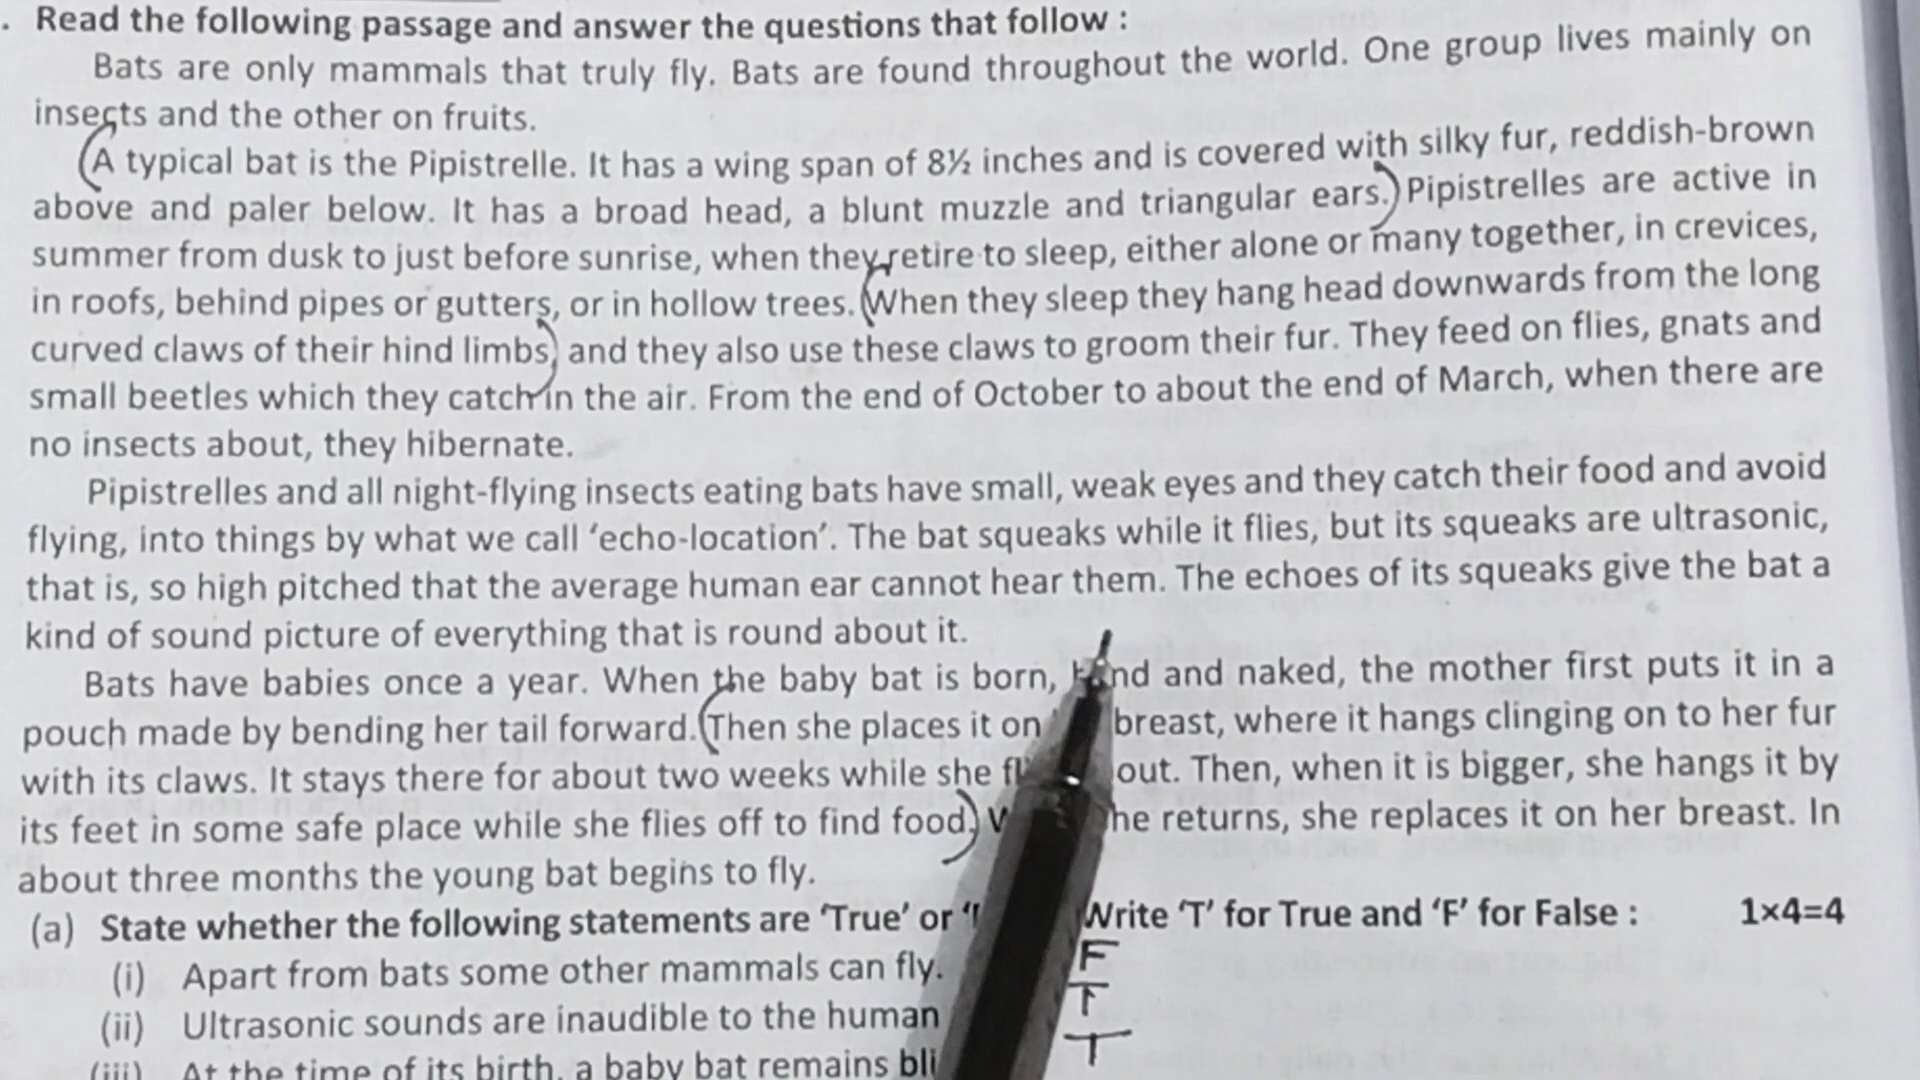 . Read the following passage and answer the questions that follow :
Bats are only mammals that truly fly. Bats are found throughout the world. One group lives mainly on
insects and the other on fruits.
A typical bat is the Pipistrelle. It has a wing span of 8½ inches and is covered with silky fur, reddish-brown
above and paler below. It has a broad head, a blunt muzzle and triangular ears. Pipistrelles are active in
summer from dusk to just before sunrise, when they retire to sleep, either alone or many together, in crevices,
in roofs, behind pipes or gutters, or in hollow trees. When they sleep they hang head downwards from the long
curved claws of their hind limbs, and they also use these claws to groom their fur. They feed on flies, gnats and
small beetles which they catch in the air. From the end of October to about the end of March, when there are
no insects about, they hibernate.
Pipistrelles and all night-flying insects eating bats have small, weak eyes and they catch their food and avoid
flying, into things by what we call ‘echo-location’. The bat squeaks while it flies, but its squeaks are ultrasonic,
that is, so high pitched that the average human ear cannot hear them. The echoes of its squeaks give the bat a
kind of sound picture of everything that is round about it.
Bats have babies once a year. When the baby bat is born, and naked, the mother first puts it in a
pouch made by bending her tail forward. Then she places it on breast, where it hangs clinging on to her fur
with its claws. It stays there for about two weeks while she out. Then, when it is bigger, she hangs it by
its feet in some safe place while she flies off to find food. returns, she replaces it on her breast. In
about three months the young bat begins to fly.
(a) State whether the following statements are ‘True’ or Write ‘T’ for True and ‘F’ for False : 1×4=4
(i) Apart from bats some other mammals can fly. F
(ii) Ultrasonic sounds are inaudible to the human T
(iii) At the time of its birth, a baby bat remains T